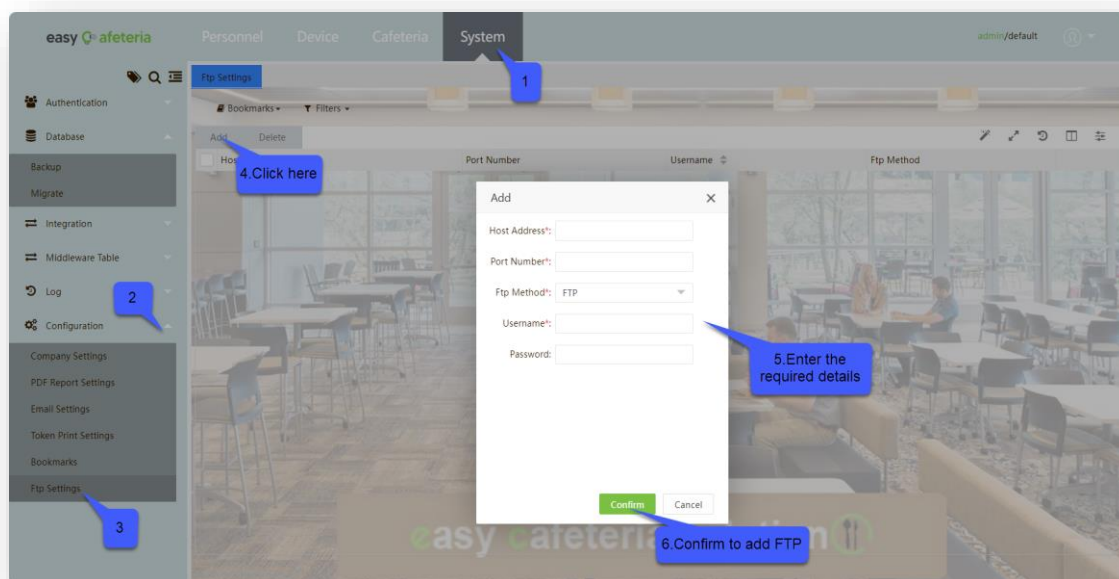 easy Cafeteria
Personnel
Device
Cafeteria
System
admin/default
1
Ftp Settings
Authentication
Bookmarks
Filters
Database
Add
Delete
Backup
Host
Port Number
Username
Ftp Method
4.Click here
Migrate
Add
Integration
Host Address*:
Middleware Table
Port Number*:
Log
2
Ftp Method*: FTP
Configuration
Username*:
Company Settings
Password:
5.Enter the
required details
PDF Report Settings
Email Settings
Token Print Settings
Bookmarks
Ftp Settings
3
Confirm
Cancel
easy cafeteria
6.Confirm to add FTP